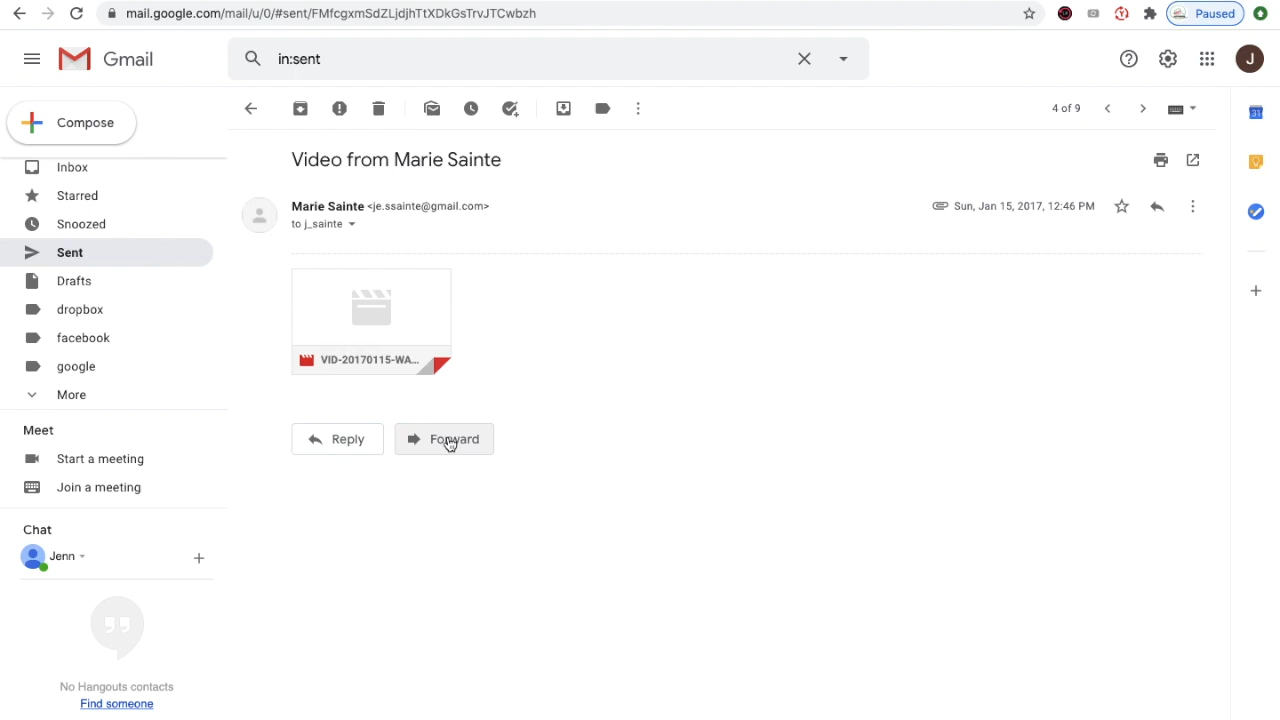 mail.google.com/mail/u/0/#sent/FMfcgxmSdZLjdjhTtXDkGsTrvJTCwbzh
Paused
Gmail
in:sent
J
Compose
4 of 9
31
Inbox
Starred
Snoozed
Sent
Drafts
dropbox
facebook
google
More
Video from Marie Sainte
Marie Sainte <je.ssainte@gmail.com>
Sun, Jan 15, 2017, 12:46 PM
to j_sainte
VID-20170115-WA...
Reply
Forward
Meet
Start a meeting
Join a meeting
Chat
Jenn
No Hangouts contacts
Find someone